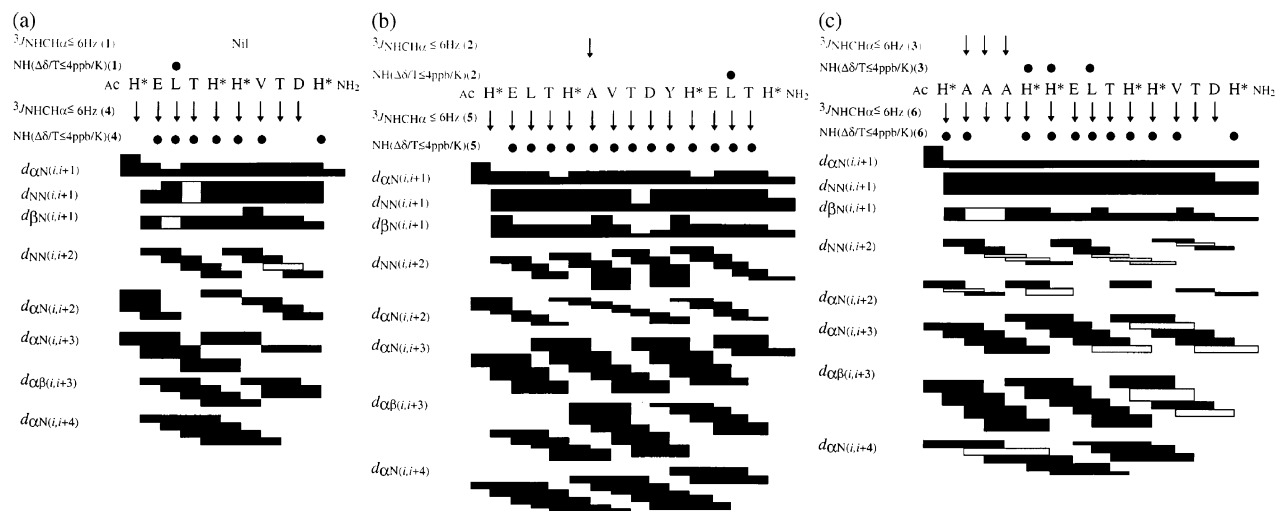 (a)
³JNHCHα≦ 6Hz (1) Nil
NH(Δδ/T≤4ppb/K)(1)
Ac H* E L T H* H* V T D H* NH₂
³JNHCHα≦ 6Hz (4)
NH(Δδ/T≤4ppb/K)(4)
dαN(i,i+1)
dNN(i,i+1)
dβN(i,i+1)
dNN(i,i+2)
dαN(i,i+2)
dαN(i,i+3)
dαβ(i,i+3)
dαN(i,i+4)
(b)
³JNHCHα≦ 6Hz (2)
NH(Δδ/T≤4ppb/K)(2)
Ac H* E L T H* A V T D Y H* E L T H* NH₂
³JNHCHα≦ 6Hz (5)
NH(Δδ/T≤4ppb/K)(5)
dαN(i,i+1)
dNN(i,i+1)
dβN(i,i+1)
dNN(i,i+2)
dαN(i,i+2)
dαN(i,i+3)
dαβ(i,i+3)
dαN(i,i+4)
(c)
³JNHCHα≦ 6Hz (3)
NH(Δδ/T≤4ppb/K)(3)
Ac H* A A A H* H* E L T H* H* V T D H* NH₂
³JNHCHα≦ 6Hz (6)
NH(Δδ/T≤4ppb/K)(6)
dαN(i,i+1)
dNN(i,i+1)
dβN(i,i+1)
dNN(i,i+2)
dαN(i,i+2)
dαN(i,i+3)
dαβ(i,i+3)
dαN(i,i+4)